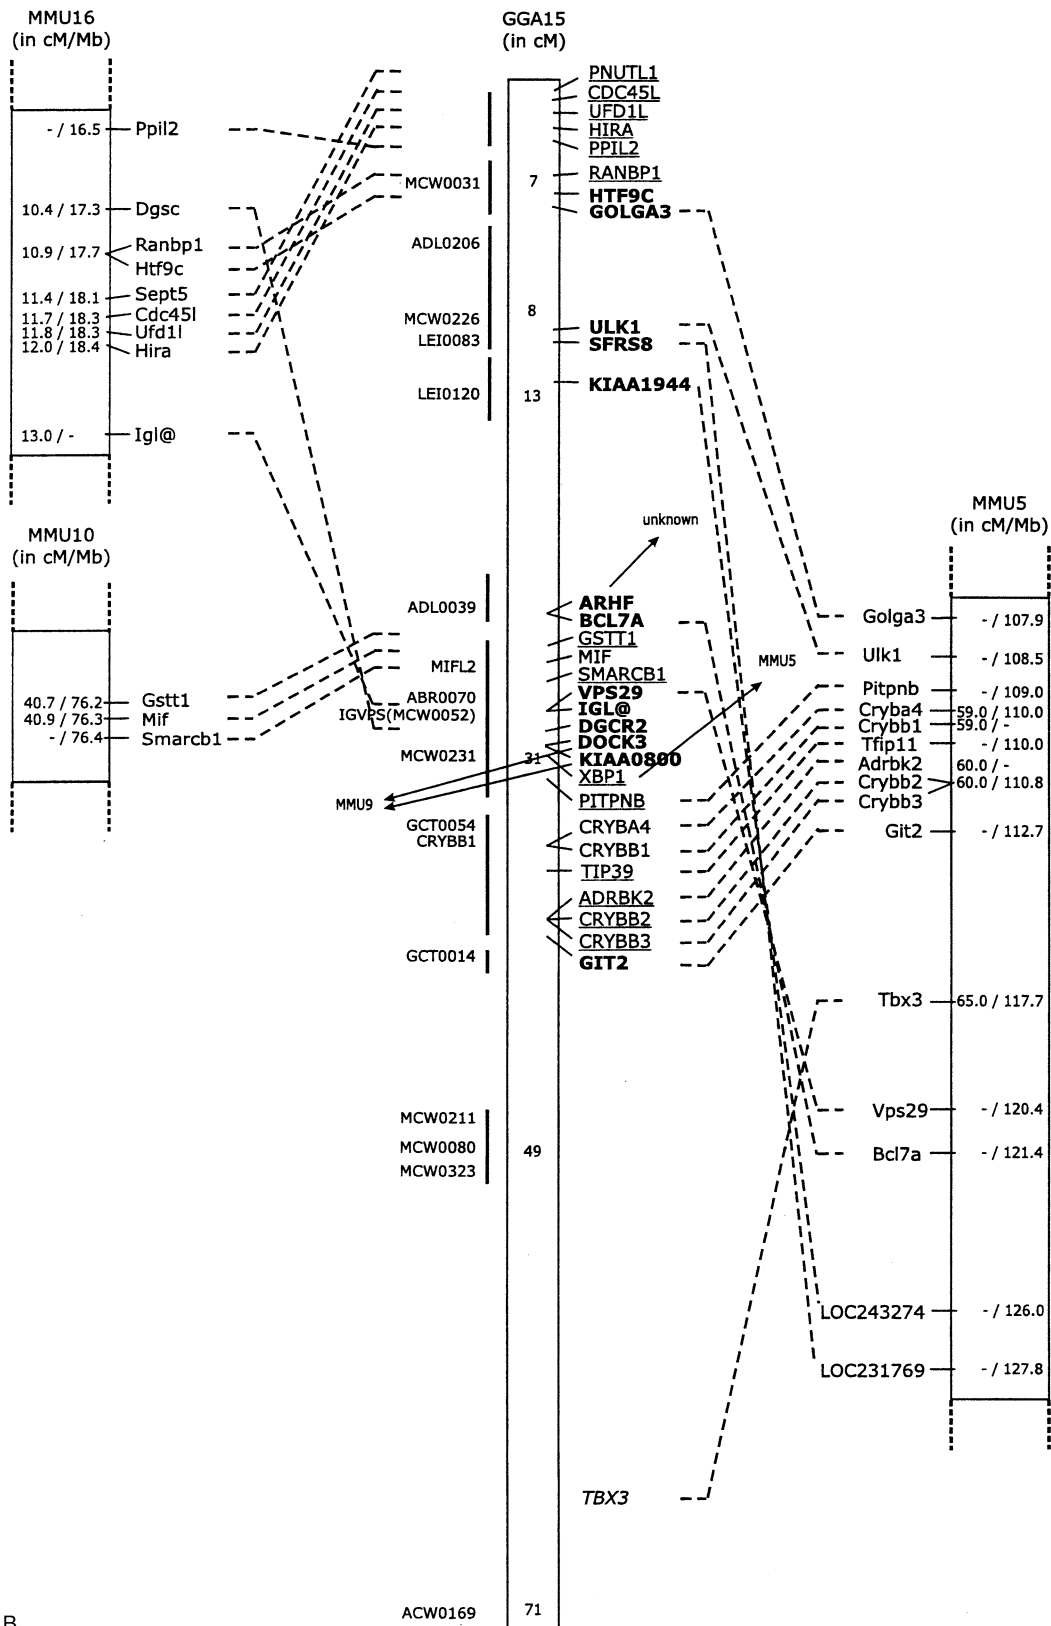 MMU16
(in cM/Mb)
- / 16.5
Ppil2
10.4 / 17.3
Dgsc
10.9 / 17.7
Ranbp1
Htf9c
11.4 / 18.1
Sept5
11.7 / 18.3
Cdc45l
11.8 / 18.3
Ufd1l
12.0 / 18.4
Hira
13.0 / -
Igl@
MMU10
(in cM/Mb)
40.7 / 76.2
Gstt1
40.9 / 76.3
Mif
- / 76.4
Smarcb1
MCW0031
ADL0206
MCW0226
LEI0083
LEI0120
ADL0039
MIFL2
ABR0070
IGVPS(MCW0052)
MCW0231
MMU9
GCT0054
CRYBB1
GCT0014
MCW0211
MCW0080
MCW0323
ACW0169
GGA15
(in cM)
7
8
13
31
49
71
PNUTL1
CDC45L
UFD1L
HIRA
PPIL2
RANBP1
HTF9C
GOLGA3
ULK1
SFRS8
KIAA1944
unknown
ARHF
BCL7A
GSTT1
MIF
SMARCB1
MMU5
VPS29
IGL@
DGCR2
DOCK3
KIAA0800
XBP1
PITPNB
CRYBA4
CRYBB1
TIP39
ADRBK2
CRYBB2
CRYBB3
GIT2
TBX3
MMU5
(in cM/Mb)
Golga3
- / 107.9
Ulk1
- / 108.5
Pitpnb
- / 109.0
Cryba4
59.0 / 110.0
Crybb1
59.0 / -
Tfip11
- / 110.0
Adrbk2
60.0 / -
Crybb2
60.0 / 110.8
Crybb3
Git2
- / 112.7
Tbx3
65.0 / 117.7
Vps29
- / 120.4
Bcl7a
- / 121.4
LOC243274
- / 126.0
LOC231769
- / 127.8
B